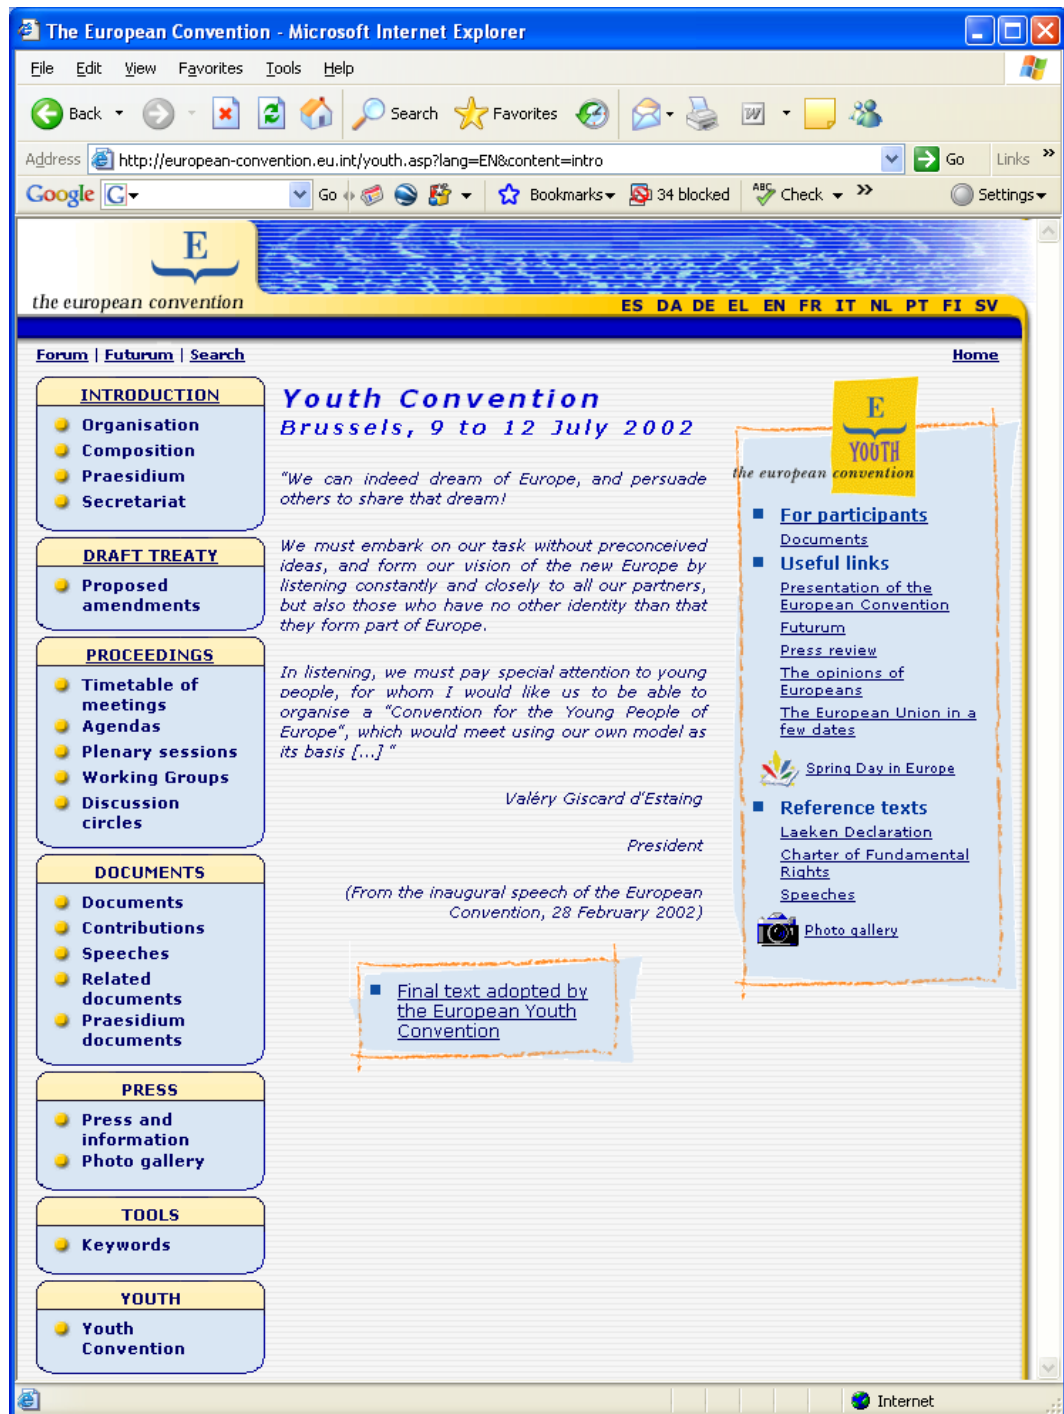 The European Convention - Microsoft Internet Explorer
File Edit View Favorites Tools Help
Back Search Favorites W
Address http://european-convention.eu.int/youth.asp?lang=EN&content=intro Go Links »
Google G Go Bookmarks 34 blocked ABC Check » Settings
E
the european convention
ES DA DE EL EN FR IT NL PT FI SV
Forum | Futurum | Search
Home
INTRODUCTION
Organisation
Composition
Praesidium
Secretariat
DRAFT TREATY
Proposed
amendments
PROCEEDINGS
Timetable of
meetings
Agendas
Plenary sessions
Working Groups
Discussion
circles
DOCUMENTS
Documents
Contributions
Speeches
Related
documents
Praesidium
documents
PRESS
Press and
information
Photo gallery
TOOLS
Keywords
YOUTH
Youth
Convention
Youth Convention
Brussels, 9 to 12 July 2002
"We can indeed dream of Europe, and persuade
others to share that dream!
We must embark on our task without preconceived
ideas, and form our vision of the new Europe by
listening constantly and closely to all our partners,
but also those who have no other identity than that
they form part of Europe.
In listening, we must pay special attention to young
people, for whom I would like us to be able to
organise a "Convention for the Young People of
Europe", which would meet using our own model as
its basis [...] "
Valéry Giscard d'Estaing
President
(From the inaugural speech of the European
Convention, 28 February 2002)
Final text adopted by
the European Youth
Convention
E
YOUTH
the european convention
For participants
Documents
Useful links
Presentation of the
European Convention
Futurum
Press review
The opinions of
Europeans
The European Union in a
few dates
Spring Day in Europe
Reference texts
Laeken Declaration
Charter of Fundamental
Rights
Speeches
Photo gallery
Internet